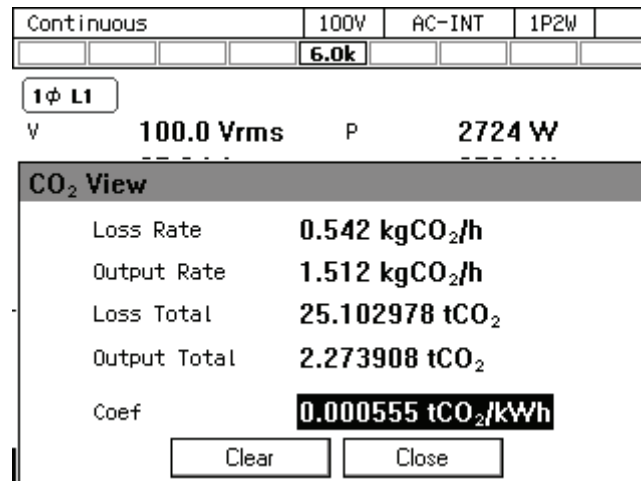 Continuous 100V AC-INT 1P2W
6.0k
1ϕ L1
V 100.0 Vrms P 2724 W
CO₂ View
Loss Rate 0.542 kgCO₂/h
Output Rate 1.512 kgCO₂/h
Loss Total 25.102978 tCO₂
Output Total 2.273908 tCO₂
Coef 0.000555 tCO₂/kWh
Clear Close